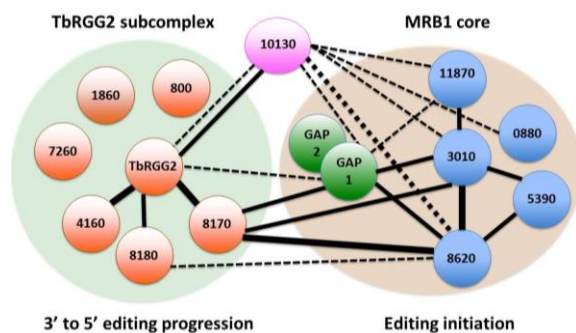 TbRGG2 subcomplex
MRB1 core
10130
11870
800
1860
0880
GAP
2
7260
3010
TbRGG2
GAP
1
5390
4160
8170
8180
8620
3’ to 5’ editing progression
Editing initiation